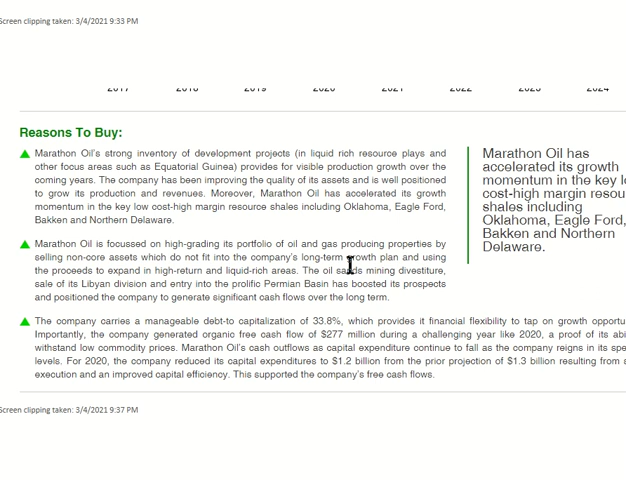 Screen clipping taken: 3/4/2021 9:33 PM
2017 2018 2019 2020 2021 2022 2023 2024
Reasons To Buy:
Marathon Oil's strong inventory of development projects (in liquid rich resource plays and
other focus areas such as Equatorial Guinea) provides for visible production growth over the
coming years. The company has been improving the quality of its assets and is well positioned
to grow its production and revenues. Moreover, Marathon Oil has accelerated its growth
momentum in the key low cost-high margin resource shales including Oklahoma, Eagle Ford,
Bakken and Northern Delaware.
Marathon Oil is focussed on high-grading its portfolio of oil and gas producing properties by
selling non-core assets which do not fit into the company's long-term growth plan and using
the proceeds to expand in high-return and liquid-rich areas. The oil sands mining divestiture,
sale of its Libyan division and entry into the prolific Permian Basin has boosted its prospects
and positioned the company to generate significant cash flows over the long term.
Marathon Oil has
accelerated its growth
momentum in the key l
cost-high margin resou
shales including
Oklahoma, Eagle Ford,
Bakken and Northern
Delaware.
The company carries a manageable debt-to capitalization of 33.8%, which provides it financial flexibility to tap on growth opportu
Importantly, the company generated organic free cash flow of $277 million during a challenging year like 2020, a proof of its abi
withstand low commodity prices. Marathon Oil's cash outflows as capital expenditure continue to fall as the company reigns in its spe
levels. For 2020, the company reduced its capital expenditures to $1.2 billion from the prior projection of $1.3 billion resulting from
execution and an improved capital efficiency. This supported the company's free cash flows.
Screen clipping taken: 3/4/2021 9:37 PM